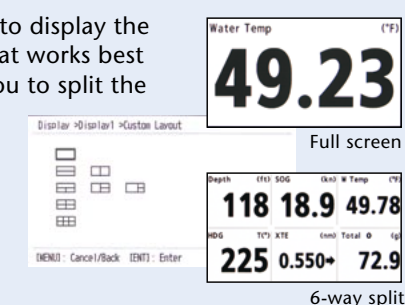 to display the
at works best
ou to split the
Water Temp (°F)
49.23
Full screen
Display >Display1 >Custom Layout
[MENU] : Cancel/Back [ENT] : Enter
Depth (ft) SOG (kn) W Temp (°F)
118 18.9 49.78
HDG T(°) XTE (nm) Total 0 (g)
225 0.550→ 72.9
6-way split